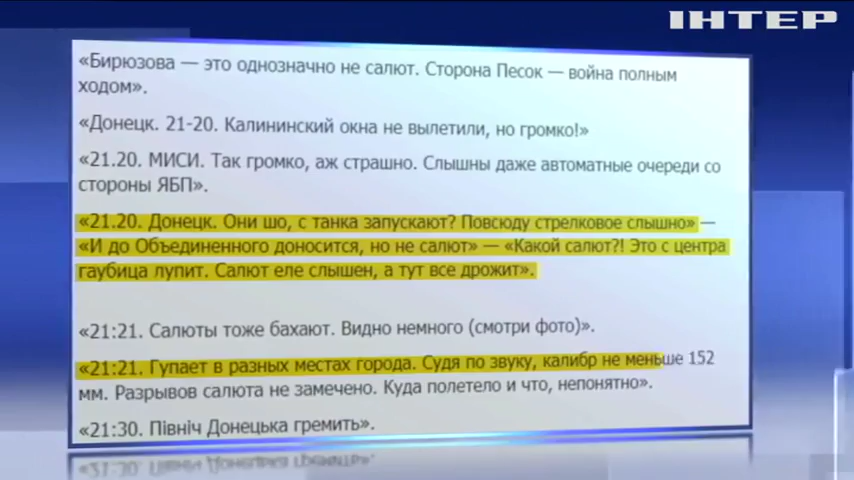 ІНТЕР
«Бирюзова — это однозначно не салют. Сторона Песок — война полным
ходом».
«Донецк. 21-20. Калининский окна не вылетили, но громко!»
«21.20. МИСИ. Так громко, аж страшно. Слышны даже автоматные очереди со
стороны ЯБП».
«21.20. Донецк. Они шо, с танка запускают? Повсюду стрелковое слышно» —
«И до Объединенного доносится, но не салют» — «Какой салют?! Это с центра
гаубица лупит. Салют еле слышен, а тут все дрожит».
«21:21. Салюты тоже бахают. Видно немного (смотри фото)».
«21:21. Гупает в разных местах города. Судя по звуку, калибр не меньше 152
мм. Разрывов салюта не замечено. Куда полетело и что, непонятно».
«21:30. Північ Донецька гремить».